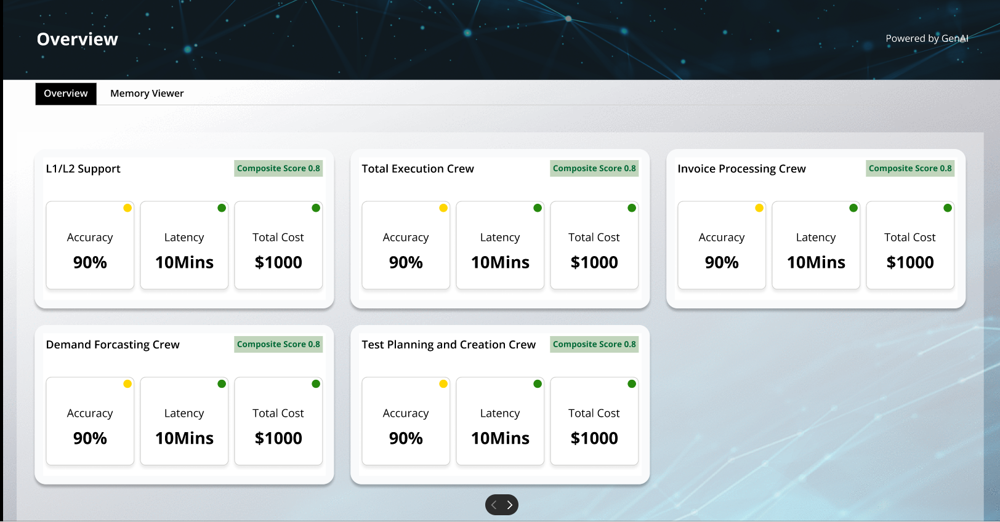 Overview
Powered by GenAI
Overview
Memory Viewer
L1/L2 Support
Composite Score 0.8
Accuracy
90%
Latency
10Mins
Total Cost
$1000
Total Execution Crew
Composite Score 0.8
Accuracy
90%
Latency
10Mins
Total Cost
$1000
Invoice Processing Crew
Composite Score 0.8
Accuracy
90%
Latency
10Mins
Total Cost
$1000
Demand Forcasting Crew
Composite Score 0.8
Accuracy
90%
Latency
10Mins
Total Cost
$1000
Test Planning and Creation Crew
Composite Score 0.8
Accuracy
90%
Latency
10Mins
Total Cost
$1000